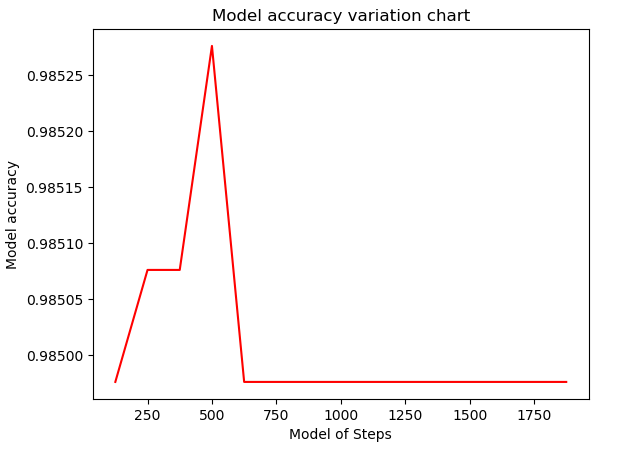 Model accuracy variation chart
Model accuracy
0.98525
0.98520
0.98515
0.98510
0.98505
0.98500
250 500 750 1000 1250 1500 1750
Model of Steps